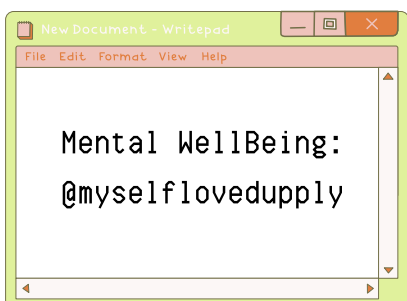 New Document - Writepad
File Edit Format View Help
Mental WellBeing:
@myselflovedupply